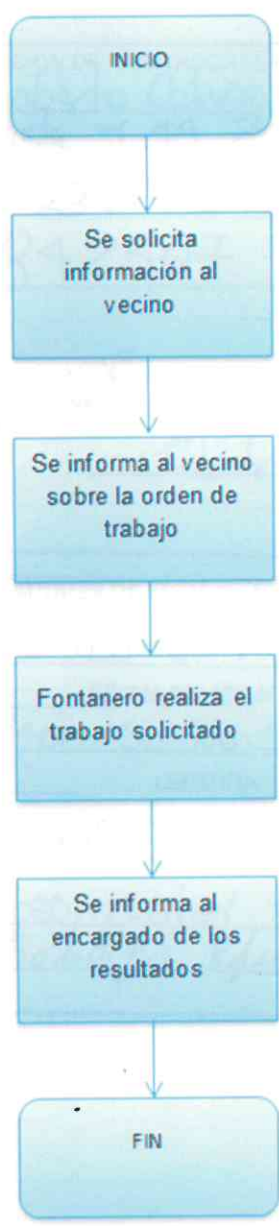 INICIO
Se solicita
información al
vecino
Se informa al vecino
sobre la orden de
trabajo
Fontanero realiza el
trabajo solicitado
Se informa al
encargado de los
resultados
FIN